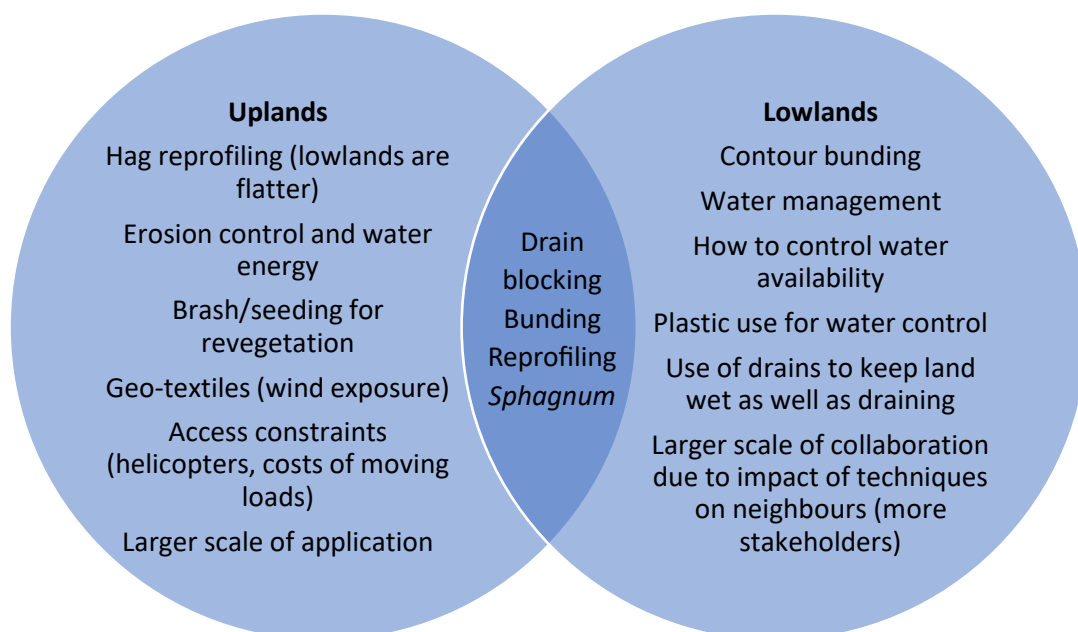 Uplands
Hag reprofiling (lowlands are
flatter)
Erosion control and water
energy
Brash/seeding for
revegetation
Geo-textiles (wind exposure)
Access constraints
(helicopters, costs of moving
loads)
Larger scale of application
Drain
blocking
Bunding
Reprofiling
Sphagnum
Lowlands
Contour bunding
Water management
How to control water
availability
Plastic use for water control
Use of drains to keep land
wet as well as draining
Larger scale of collaboration
due to impact of techniques
on neighbours (more
stakeholders)